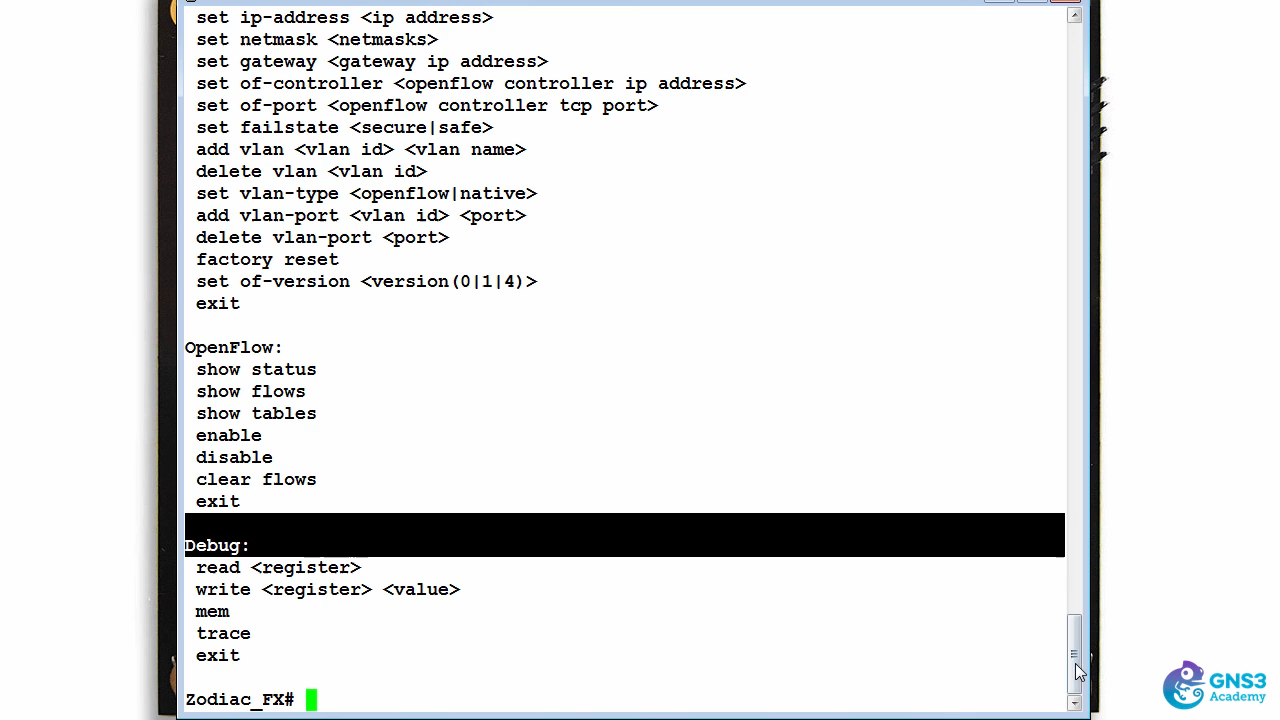 set ip-address <ip address>
set netmask <netmasks>
set gateway <gateway ip address>
set of-controller <openflow controller ip address>
set of-port <openflow controller tcp port>
set failstate <secure|safe>
add vlan <vlan id> <vlan name>
delete vlan <vlan id>
set vlan-type <openflow|native>
add vlan-port <vlan id> <port>
delete vlan-port <port>
factory reset
set of-version <version(0|1|4)>
exit
OpenFlow:
show status
show flows
show tables
enable
disable
clear flows
exit
Debug:
read <register>
write <register> <value>
mem
trace
exit
Zodiac_FX#
GNS3
Academy